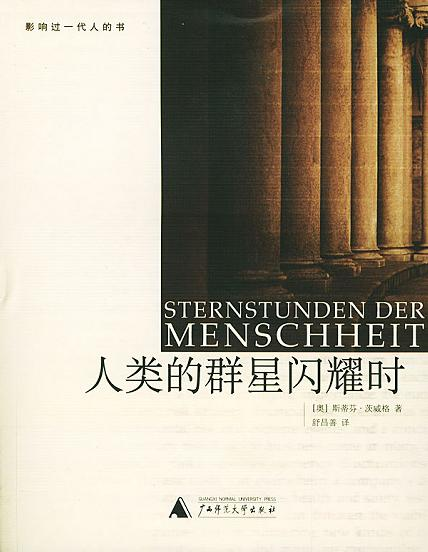 影响过一代人的书
STERNSTUNDEN DER
MENSCHHEIT
人类的群星闪耀时
[奥] 斯蒂芬·茨威格 著
舒昌善 译
GUANGXI NORMAL UNIVERSITY PRESS
广西师范大学出版社